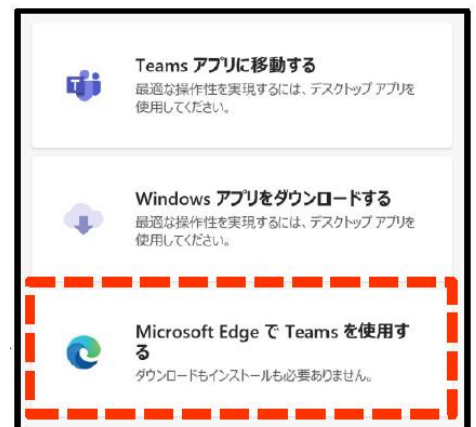 Teams アプリに移動する
最適な操作性を実現するには、デスクトップ アプリを
使用してください。
Windows アプリをダウンロードする
最適な操作性を実現するには、デスクトップ アプリを
使用してください。
Microsoft Edge で Teams を使用す
る
ダウンロードもインストールも必要ありません。